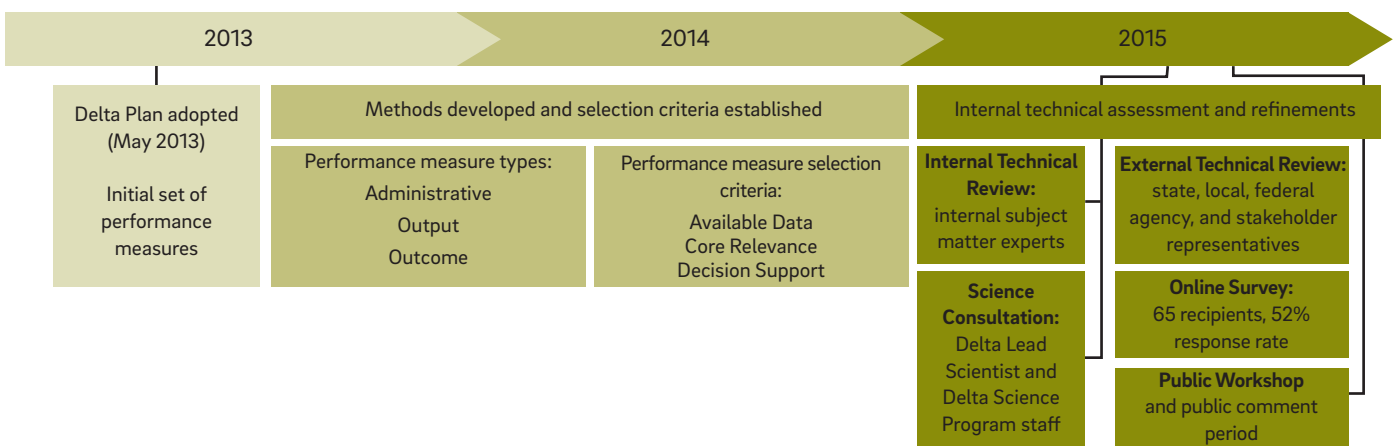 2013
2014
2015
Delta Plan adopted
(May 2013)
Initial set of
performance
measures
Methods developed and selection criteria established
Performance measure types:
Administrative
Output
Outcome
Performance measure selection
criteria:
Available Data
Core Relevance
Decision Support
Internal technical assessment and refinements
Internal Technical
Review:
internal subject
matter experts
Science
Consultation:
Delta Lead
Scientist and
Delta Science
Program staff
External Technical Review:
state, local, federal
agency, and stakeholder
representatives
Online Survey:
65 recipients, 52%
response rate
Public Workshop
and public comment
period